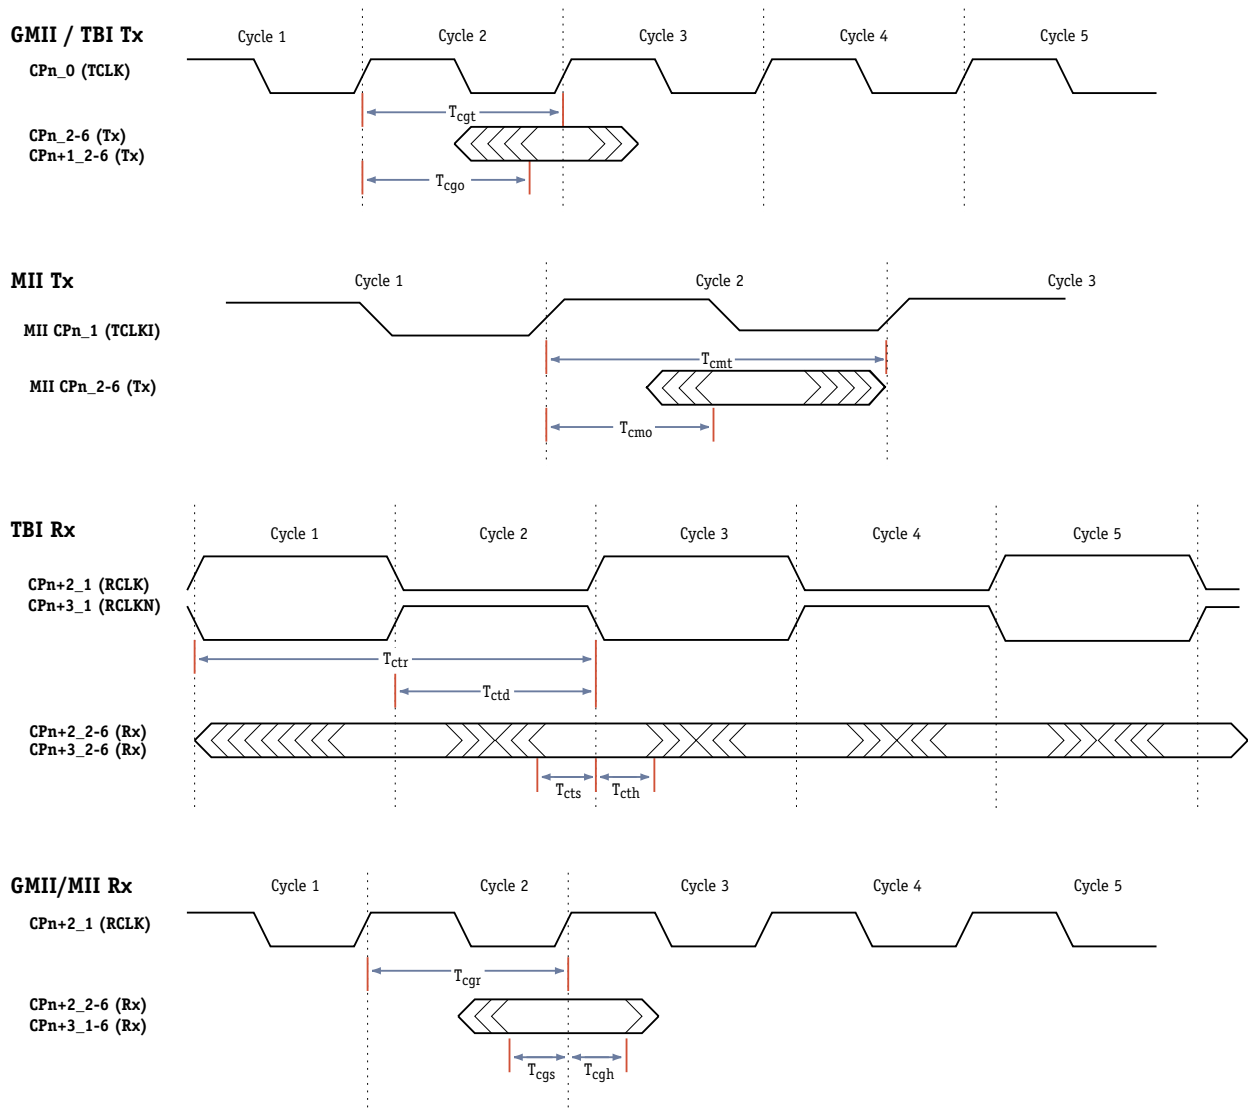 GMII / TBI Tx
Cycle 1
Cycle 2
Cycle 3
Cycle 4
Cycle 5
CPn_0 (TCLK)
Tcgt
CPn_2-6 (Tx)
CPn+1_2-6 (Tx)
Tcgo
MII Tx
Cycle 1
Cycle 2
Cycle 3
MII CPn_1 (TCLKI)
Tcmt
MII CPn_2-6 (Tx)
Tcmo
TBI Rx
Cycle 1
Cycle 2
Cycle 3
Cycle 4
Cycle 5
CPn+2_1 (RCLK)
CPn+3_1 (RCLKN)
Tctr
Tctd
CPn+2_2-6 (Rx)
CPn+3_2-6 (Rx)
Tcts
Tcth
GMII/MII Rx
Cycle 1
Cycle 2
Cycle 3
Cycle 4
Cycle 5
CPn+2_1 (RCLK)
Tcgr
CPn+2_2-6 (Rx)
CPn+3_1-6 (Rx)
Tcgs
Tcgh